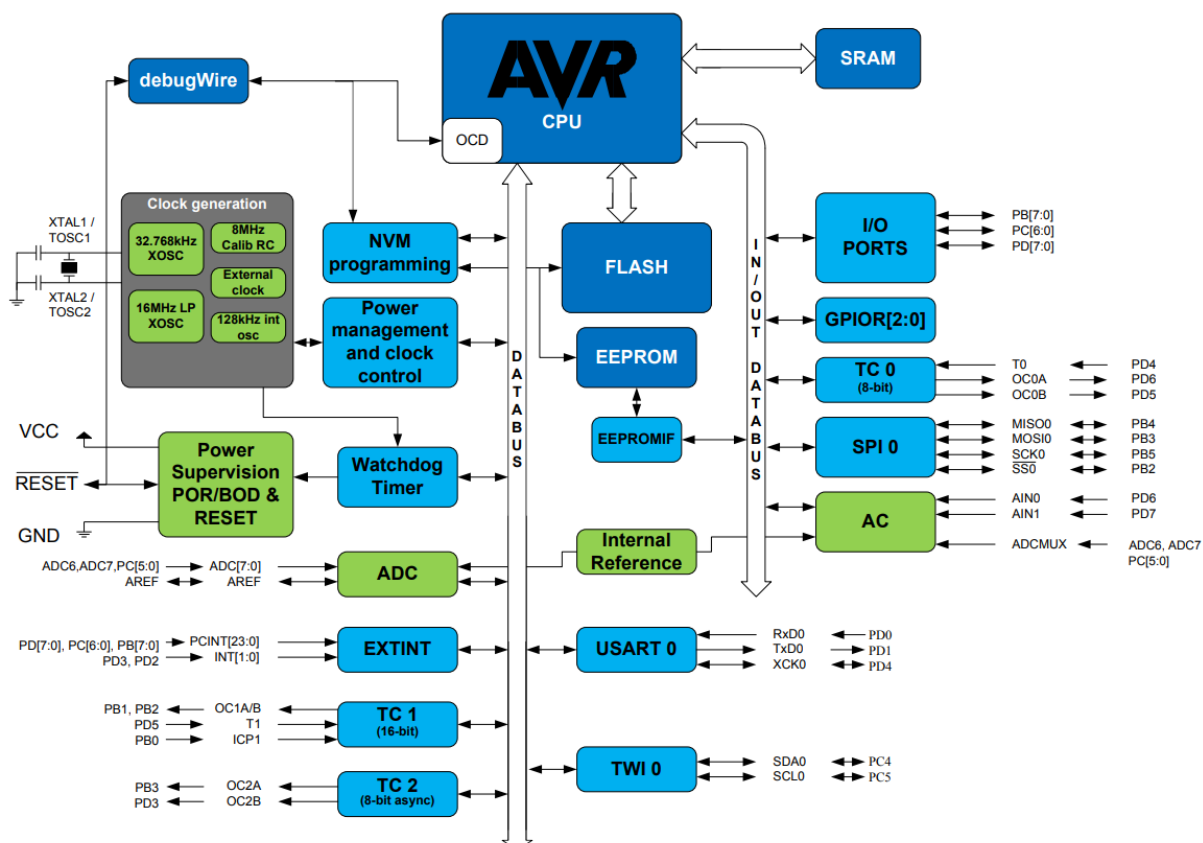 AVR
CPU
OCD
SRAM
debugWire
Clock generation
XTAL1 /
TOSC1
32.768kHz
XOSC
8MHz
Calib RC
External
clock
XTAL2 /
TOSC2
16MHz LP
XOSC
128kHz int
osc
NVM
programming
Power
management
and clock
control
FLASH
EEPROM
EEPROMIF
DATABUS
IN/OUT DATABUS
I/O
PORTS
PB[7:0]
PC[6:0]
PD[7:0]
GPIOR[2:0]
TC 0
(8-bit)
T0 PD4
OC0A PD6
OC0B PD5
SPI 0
MISO0 PB4
MOSI0 PB3
SCK0 PB5
SS0 PB2
AC
AIN0 PD6
AIN1 PD7
ADCMUX ADC6, ADC7
PC[5:0]
VCC
RESET
GND
Power
Supervision
POR/BOD &
RESET
Watchdog
Timer
Internal
Reference
ADC6,ADC7,PC[5:0] ADC[7:0]
AREF AREF
ADC
PD[7:0], PC[6:0], PB[7:0] PCINT[23:0]
PD3, PD2 INT[1:0]
EXTINT
USART 0
RxD0 PD0
TxD0 PD1
XCK0 PD4
PB1, PB2 OC1A/B
PD5 T1
PB0 ICP1
TC 1
(16-bit)
TWI 0
SDA0 PC4
SCL0 PC5
PB3 OC2A
PD3 OC2B
TC 2
(8-bit async)